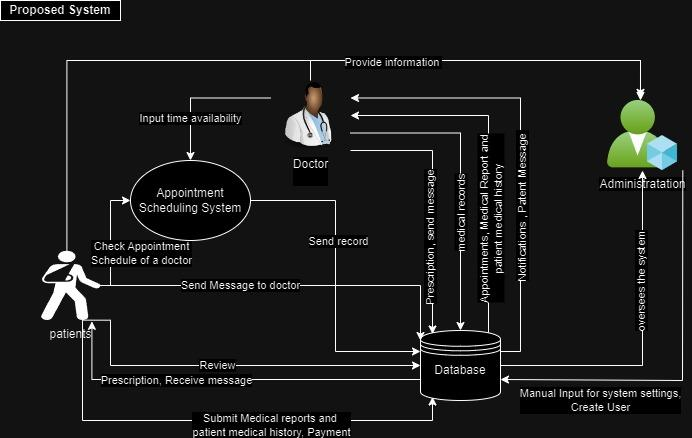 Proposed System
Provide information
Input time availability
Doctor
Administratation
Appointment
Scheduling System
Prescription, send message
medical records
Appointments, Medical Report and
patient medical history
Notifications , Patent Message
Send record
Check Appointment
Schedule of a doctor
oversees the system
Send Message to doctor
patients
Review
Database
Prescription, Receive message
Manual Input for system settings,
Create User
Submit Medical reports and
patient medical history, Payment